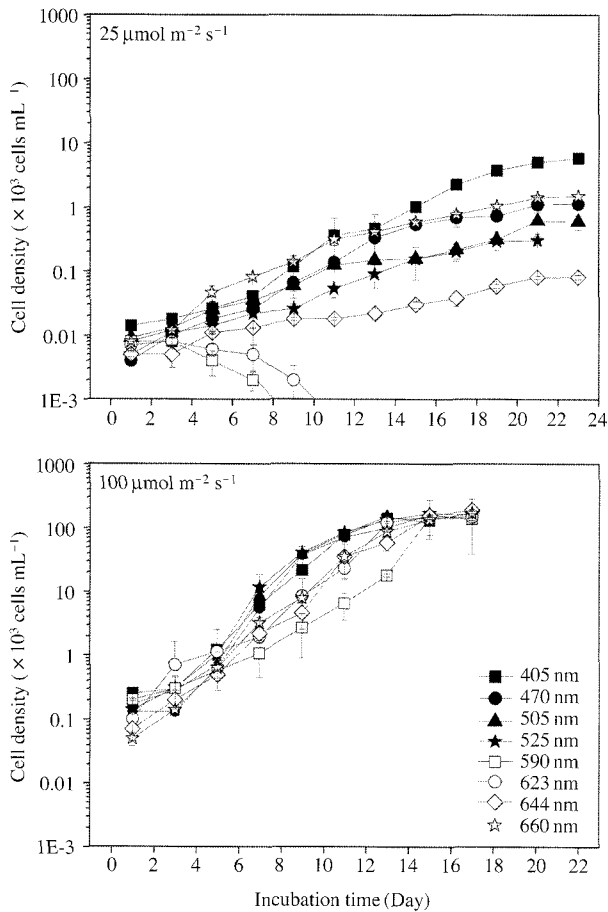 25 μmol m⁻² s⁻¹
Cell density ( × 10³ cells mL⁻¹)
1000
100
10
1
0.1
0.01
1E-3
0 2 4 6 8 10 12 14 16 18 20 22 24
100 μmol m⁻² s⁻¹
Cell density ( × 10³ cells mL⁻¹)
1000
100
10
1
0.1
0.01
1E-3
405 nm
470 nm
505 nm
525 nm
590 nm
623 nm
644 nm
660 nm
0 2 4 6 8 10 12 14 16 18 20 22
Incubation time (Day)